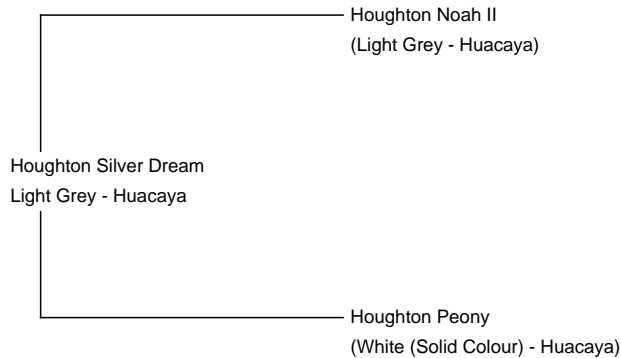 Houghton Noah II
(Light Grey - Huacaya)
Houghton Silver Dream
Light Grey - Huacaya
Houghton Peony
(White (Solid Colour) - Huacaya)